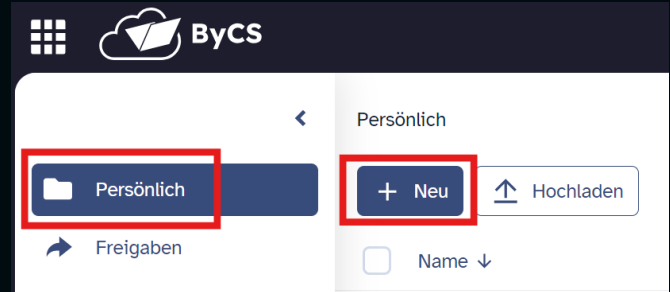 ByCS
Persönlich
Persönlich
+ Neu
Hochladen
Freigaben
Name